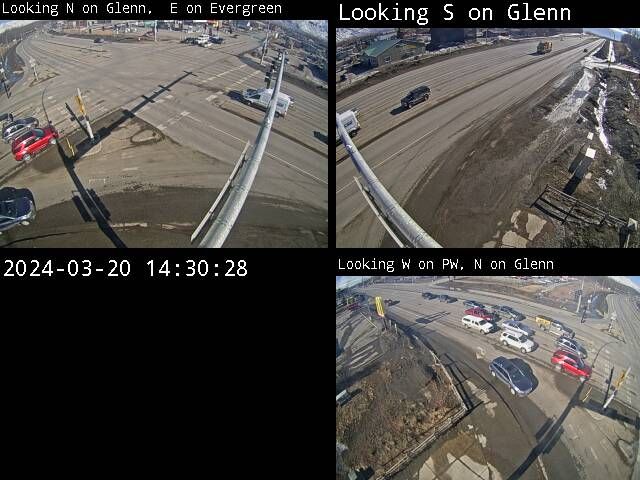 Looking N on Glenn, E on Evergreen
Looking S on Glenn
2024-03-20 14:30:28
Looking W on PW, N on Glenn